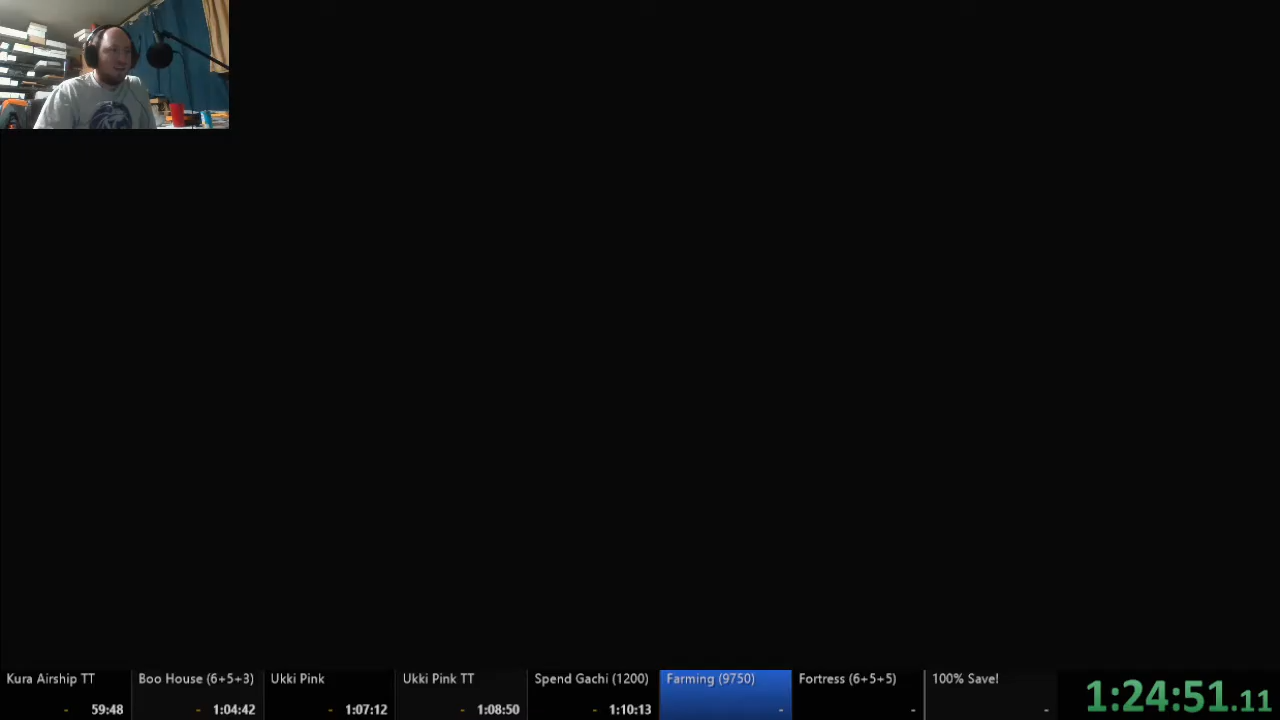 Kura Airship TT
- 59:48
Boo House (6+5+3)
- 1:04:42
Ukki Pink
- 1:07:12
Ukki Pink TT
- 1:08:50
Spend Gachi (1200)
- 1:10:13
Farming (9750)
-
Fortress (6+5+5)
-
100% Save!
-
1:24:51.11